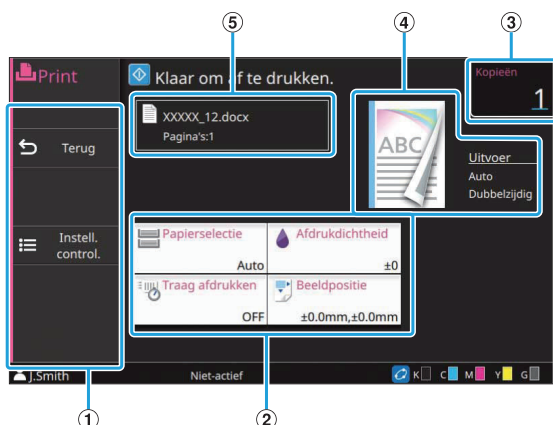 5
4
3
Print
Klaar om af te drukken.
Kopieën
1
XXXXX_12.docx
Pagina's:1
ABC
Uitvoer
Auto
Dubbelzijdig
Terug
Instell.
control.
Papierselectie
Auto
Afdrukdichtheid
±0
Traag afdrukken
OFF
Beeldpositie
±0.0mm,±0.0mm
J.Smith
Niet-actief
K C M Y G
1
2